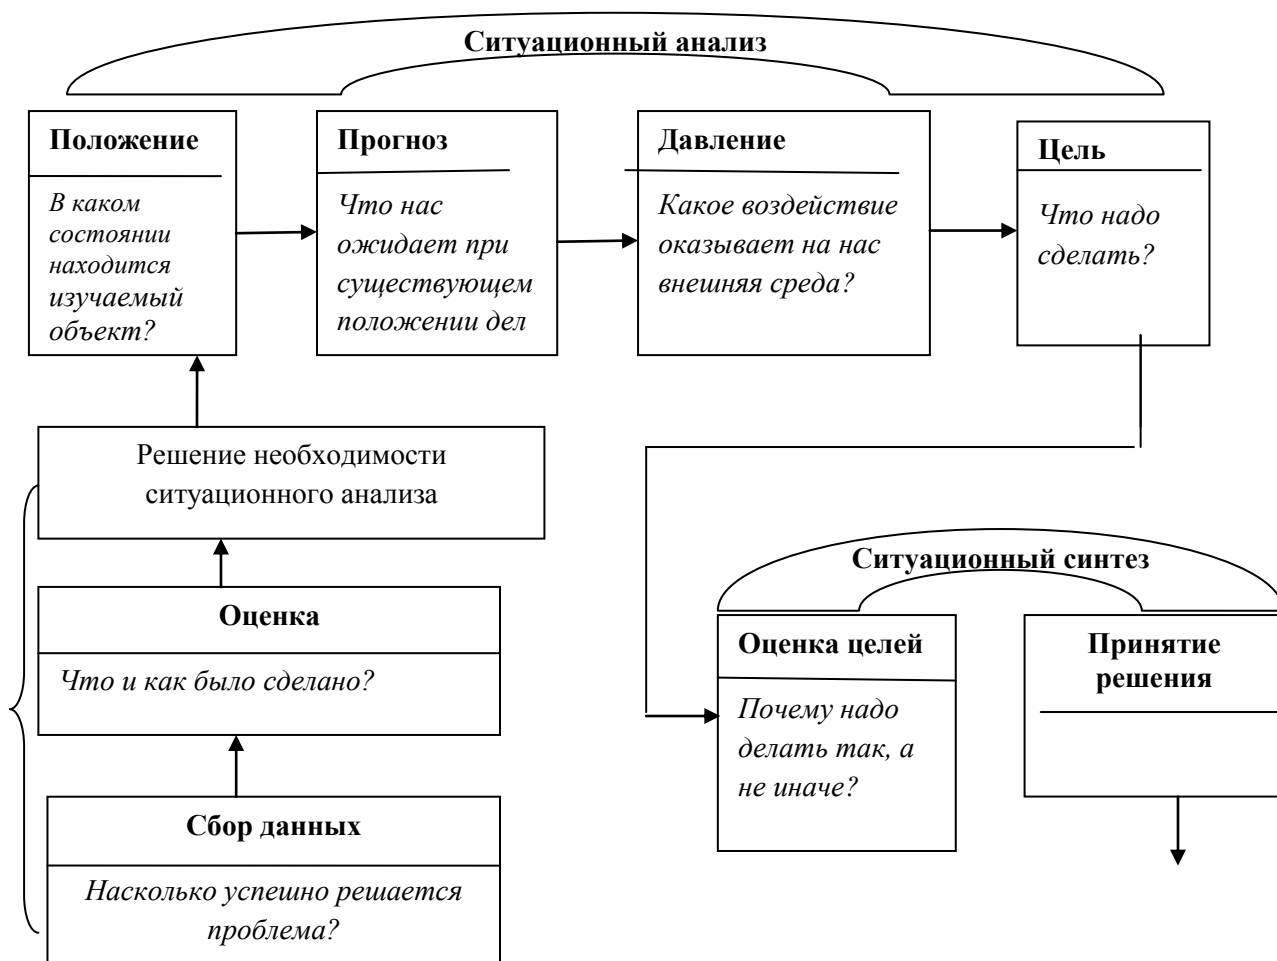 Ситуационный анализ
Положение
В каком
состоянии
находится
изучаемый
объект?
Прогноз
Что нас
ожидает при
существующем
положении дел
Давление
Какое воздействие
оказывает на нас
внешняя среда?
Цель
Что надо
сделать?
Решение необходимости
ситуационного анализа
Оценка
Что и как было сделано?
Сбор данных
Насколько успешно решается
проблема?
Ситуационный синтез
Оценка целей
Почему надо
делать так, а
не иначе?
Принятие
решения